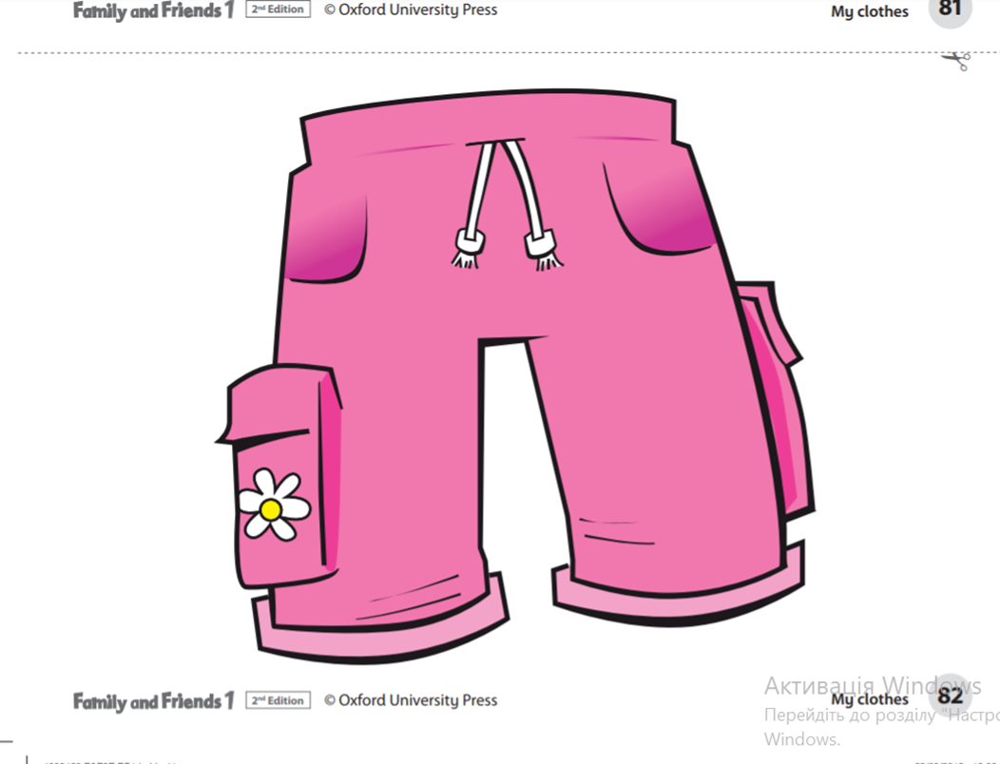 Family and Friends 1 2nd Edition © Oxford University Press My clothes 81
Family and Friends 1 2nd Edition © Oxford University Press My clothes 82
Активація Windows
Перейдіть до розділу "Настро
Windows.